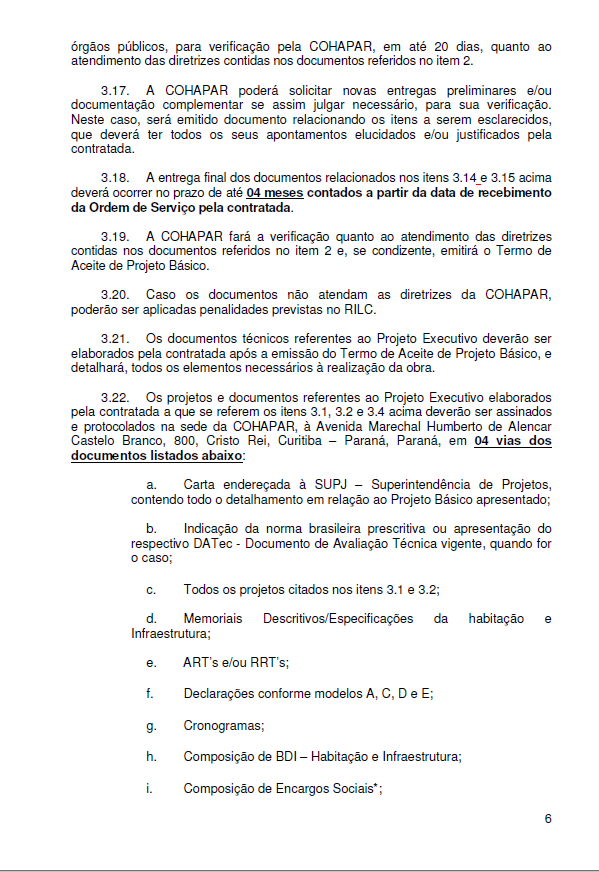 órgãos públicos, para verificação pela COHAPAR, em até 20 dias, quanto ao
atendimento das diretrizes contidas nos documentos referidos no item 2.
3.17. A COHAPAR poderá solicitar novas entregas preliminares e/ou
documentação complementar se assim julgar necessário, para sua verificação.
Neste caso, será emitido documento relacionando os itens a serem esclarecidos,
que deverá ter todos os seus apontamentos elucidados e/ou justificados pela
contratada.
3.18. A entrega final dos documentos relacionados nos itens 3.14 e 3.15 acima
deverá ocorrer no prazo de até 04 meses contados a partir da data de recebimento
da Ordem de Serviço pela contratada.
3.19. A COHAPAR fará a verificação quanto ao atendimento das diretrizes
contidas nos documentos referidos no item 2 e, se condizente, emitirá o Termo de
Aceite de Projeto Básico.
3.20. Caso os documentos não atendam as diretrizes da COHAPAR,
poderão ser aplicadas penalidades previstas no RILC.
3.21. Os documentos técnicos referentes ao Projeto Executivo deverão ser
elaborados pela contratada após a emissão do Termo de Aceite de Projeto Básico, e
detalhará, todos os elementos necessários à realização da obra.
3.22. Os projetos e documentos referentes ao Projeto Executivo elaborados
pela contratada a que se referem os itens 3.1, 3.2 e 3.4 acima deverão ser assinados
e protocolados na sede da COHAPAR, à Avenida Marechal Humberto de Alencar
Castelo Branco, 800, Cristo Rei, Curitiba – Paraná, Paraná, em 04 vias dos
documentos listados abaixo:
a. Carta endereçada à SUPJ – Superintendência de Projetos,
contendo todo o detalhamento em relação ao Projeto Básico apresentado;
b. Indicação da norma brasileira prescritiva ou apresentação do
respectivo DATec - Documento de Avaliação Técnica vigente, quando for
o caso;
c. Todos os projetos citados nos itens 3.1 e 3.2;
d. Memoriais Descritivos/Especificações da habitação e
Infraestrutura;
e. ART's e/ou RRT's;
f. Declarações conforme modelos A, C, D e E;
g. Cronogramas;
h. Composição de BDI – Habitação e Infraestrutura;
i. Composição de Encargos Sociais*;
6